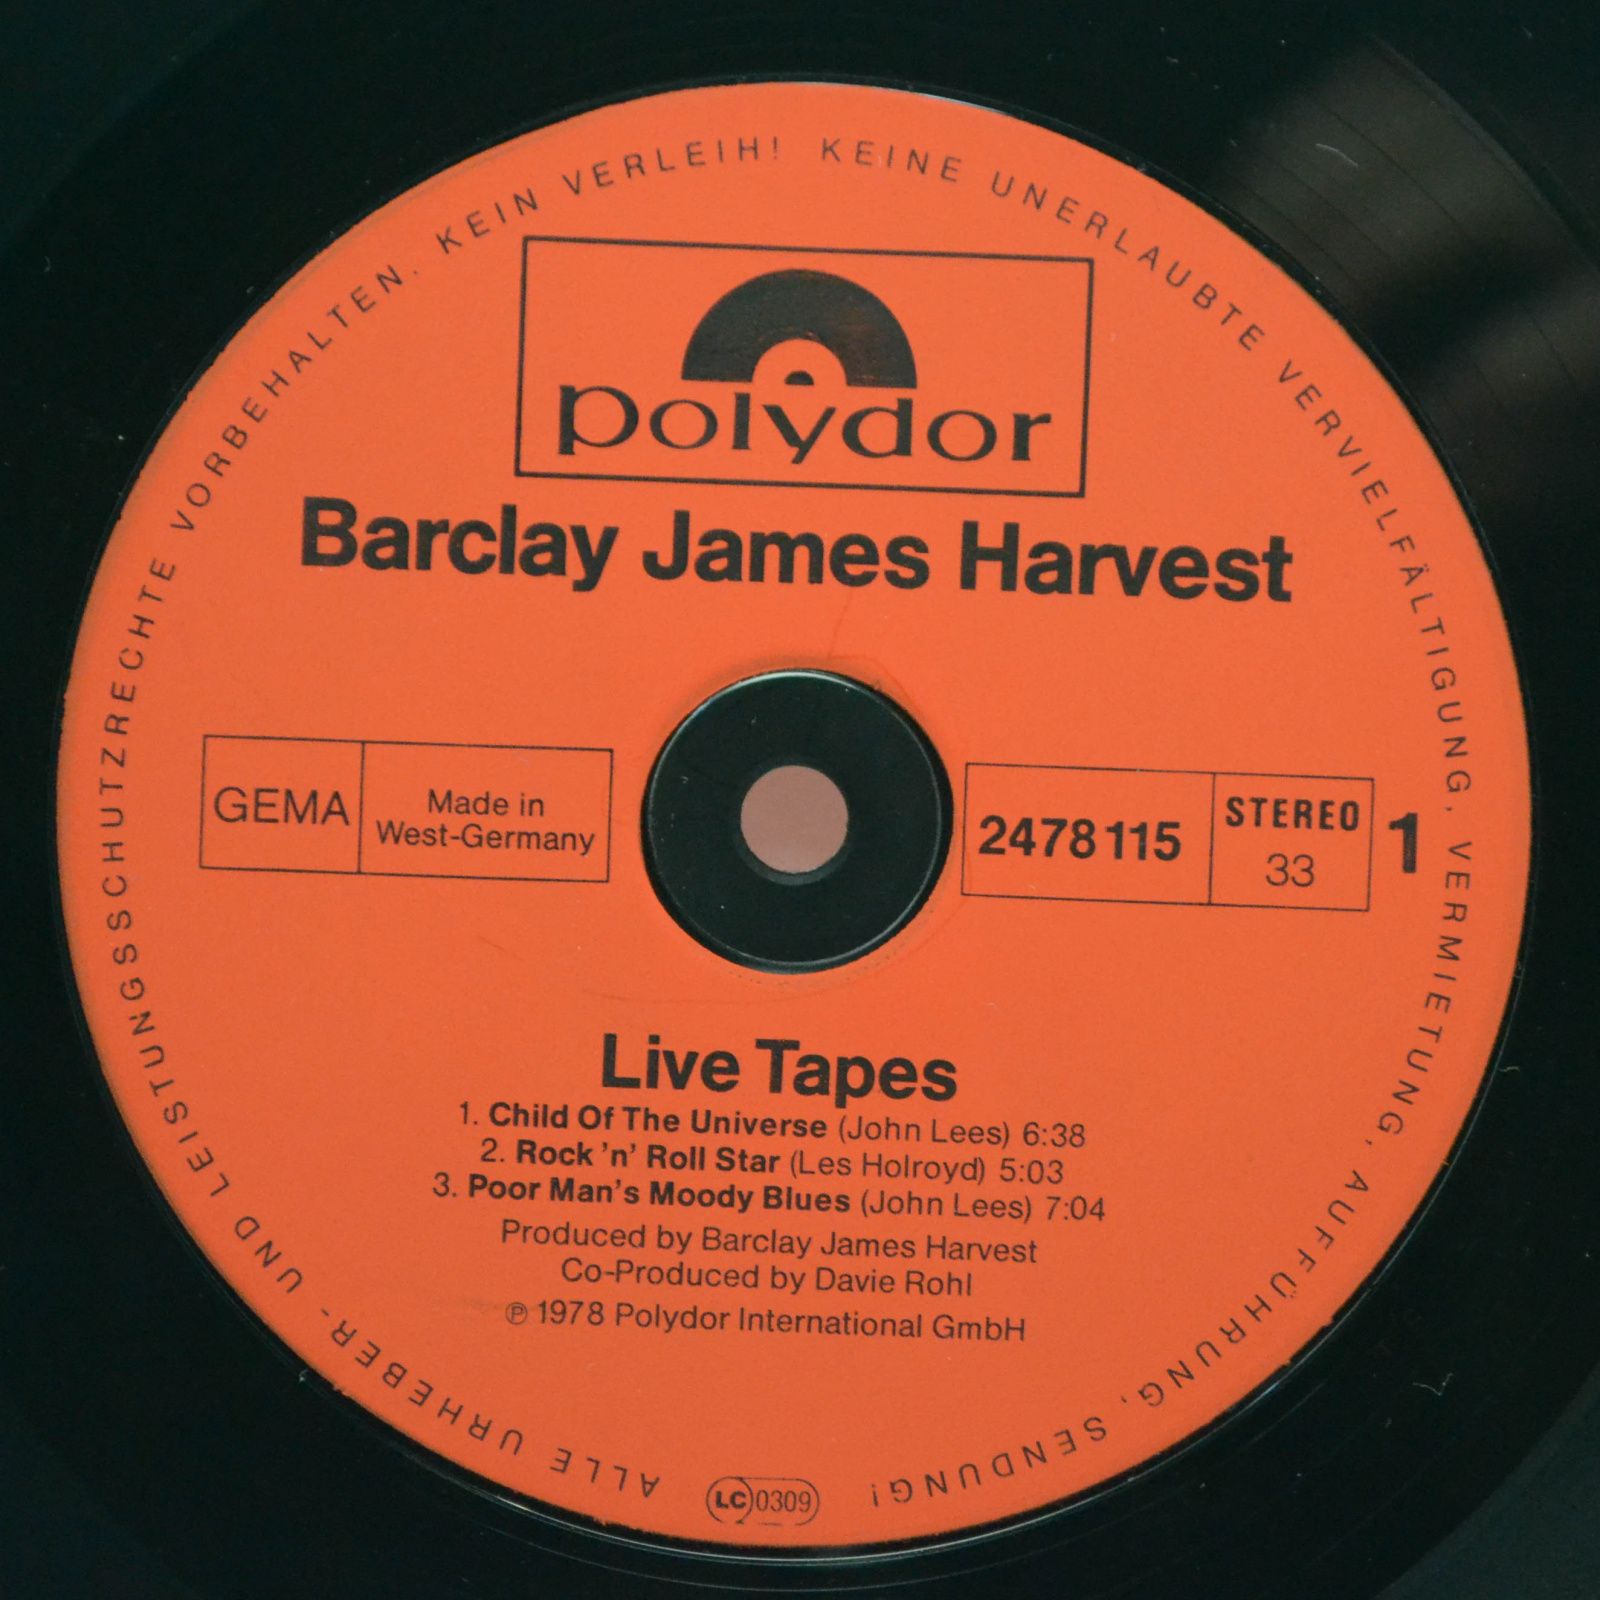 ALLE URHEBER- UND LEISTUNGSSCHUTZRECHTE VORBEHALTEN. KEIN VERLEIH! KEINE UNERLAUBTE VERVIELFÄLTIGUNG, VERMIETUNG, AUFFÜHRUNG, SENDUNG!
polydor
Barclay James Harvest
GEMA
Made in
West-Germany
2478 115
STEREO
33
1
Live Tapes
1. Child Of The Universe (John Lees) 6:38
2. Rock 'n' Roll Star (Les Holroyd) 5:03
3. Poor Man's Moody Blues (John Lees) 7:04
Produced by Barclay James Harvest
Co-Produced by Davie Rohl
℗ 1978 Polydor International GmbH
LC 0309